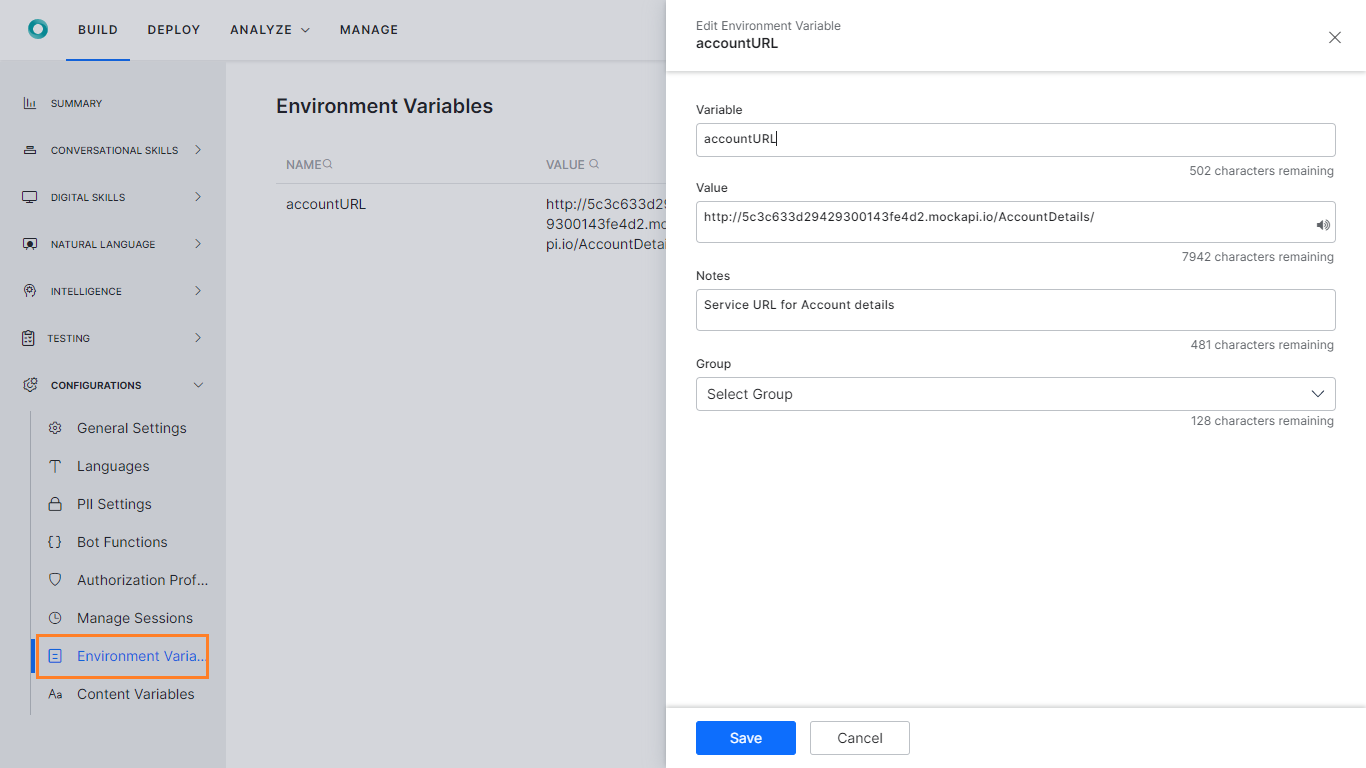 BUILD DEPLOY ANALYZE MANAGE
SUMMARY
CONVERSATIONAL SKILLS
DIGITAL SKILLS
NATURAL LANGUAGE
INTELLIGENCE
TESTING
CONFIGURATIONS
General Settings
Languages
PII Settings
{ } Bot Functions
Authorization Prof...
Manage Sessions
Environment Varia...
Aa Content Variables
Environment Variables
NAME VALUE
accountURL http://5c3c633d29
9300143fe4d2.moc
pi.io/AccountDetai
Edit Environment Variable
accountURL
Variable
accountURL
502 characters remaining
Value
http://5c3c633d29429300143fe4d2.mockapi.io/AccountDetails/
7942 characters remaining
Notes
Service URL for Account details
481 characters remaining
Group
Select Group
128 characters remaining
Save Cancel